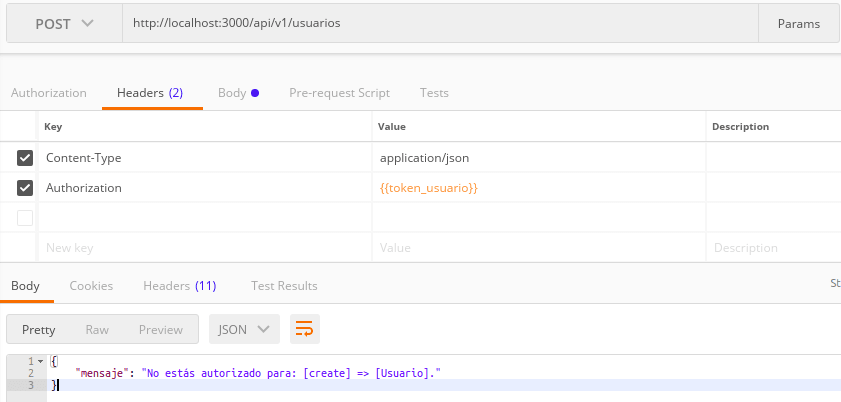 POST http://localhost:3000/api/v1/usuarios Params
Authorization Headers (2) Body Pre-request Script Tests
Key Value Description
Content-Type application/json
Authorization {{token_usuario}}
New key Value Description
Body Cookies Headers (11) Test Results St
Pretty Raw Preview JSON
1 {
2 "mensaje": "No estás autorizado para: [create] => [Usuario]."
3 }